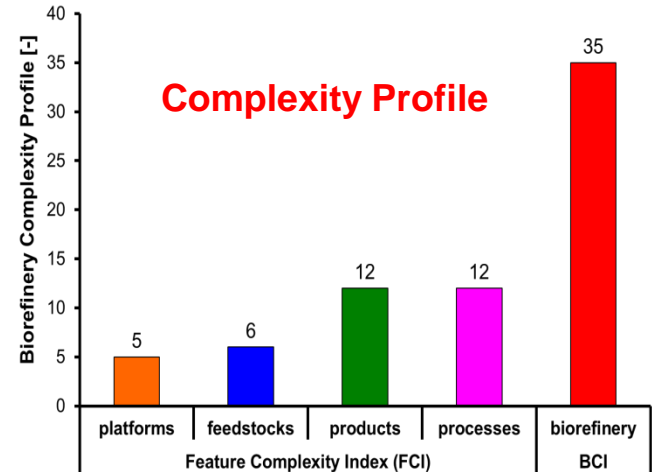 Biorefinery Complexity Profile [-]
40
35
30
25
20
15
10
5
0
Complexity Profile
5
6
12
12
35
platforms
feedstocks
products
processes
biorefinery
Feature Complexity Index (FCI)
BCI